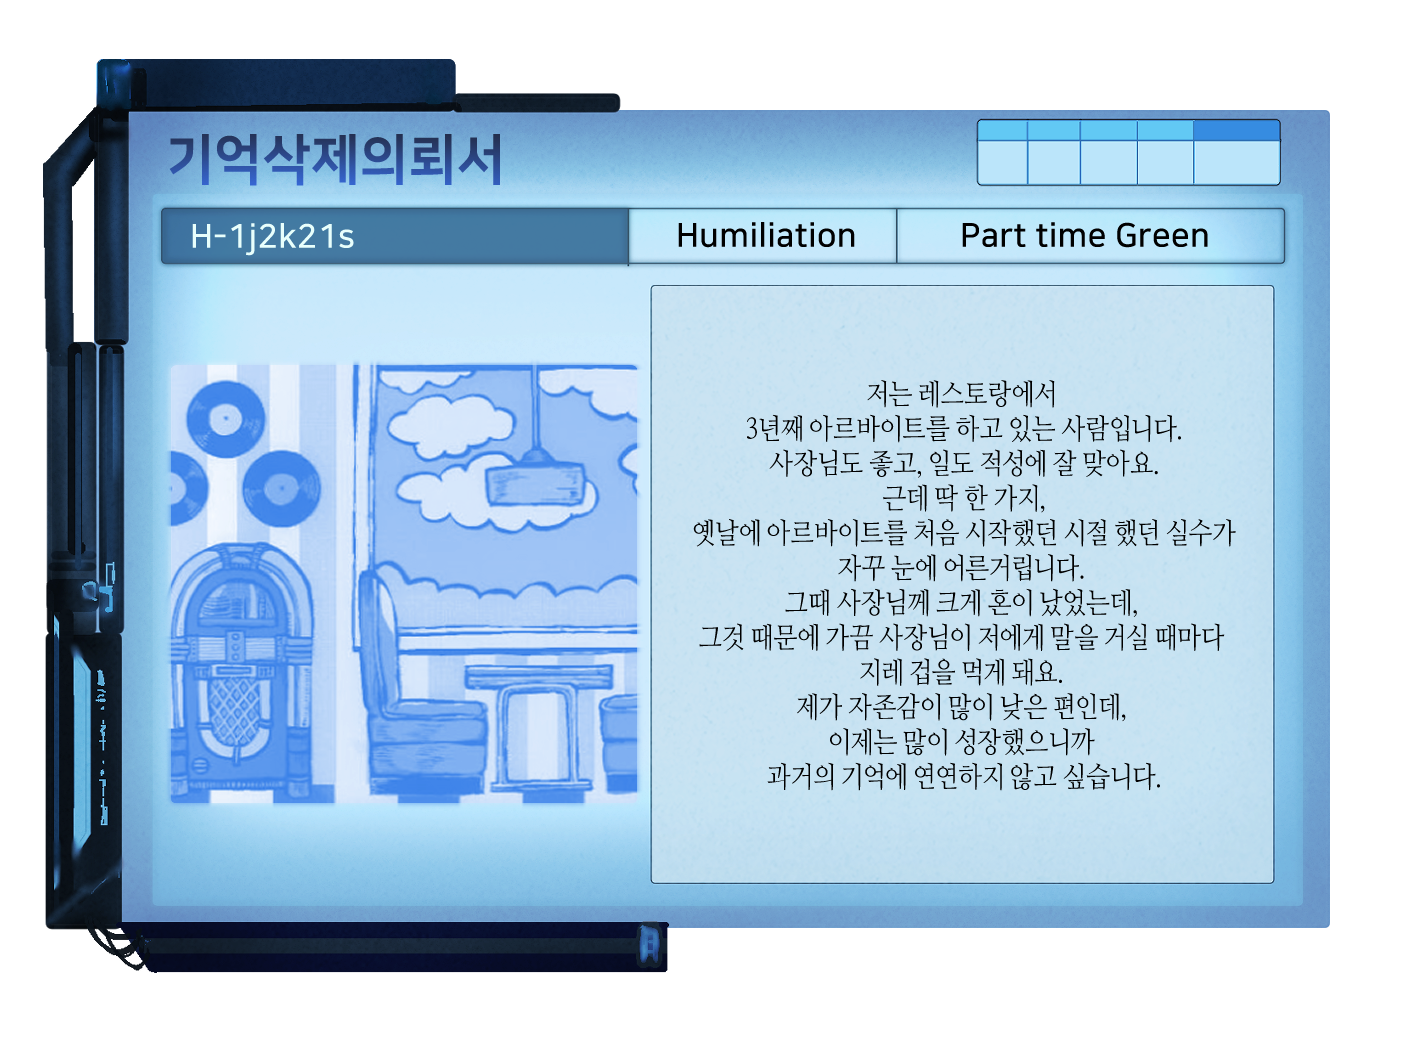 기억삭제의뢰서
H-1j2k21s
Humiliation
Part time Green
저는 레스토랑에서
3년째 아르바이트를 하고 있는 사람입니다.
사장님도 좋고, 일도 적성에 잘 맞아요.
근데 딱 한 가지,
옛날에 아르바이트를 처음 시작했던 시절 했던 실수가
자꾸 눈에 어른거립니다.
그때 사장님께 크게 혼이 났었는데,
그것 때문에 가끔 사장님이 저에게 말을 거실 때마다
지레 겁을 먹게 돼요.
제가 자존감이 많이 낮은 편인데,
이제는 많이 성장했으니까
과거의 기억에 연연하지 않고 싶습니다.